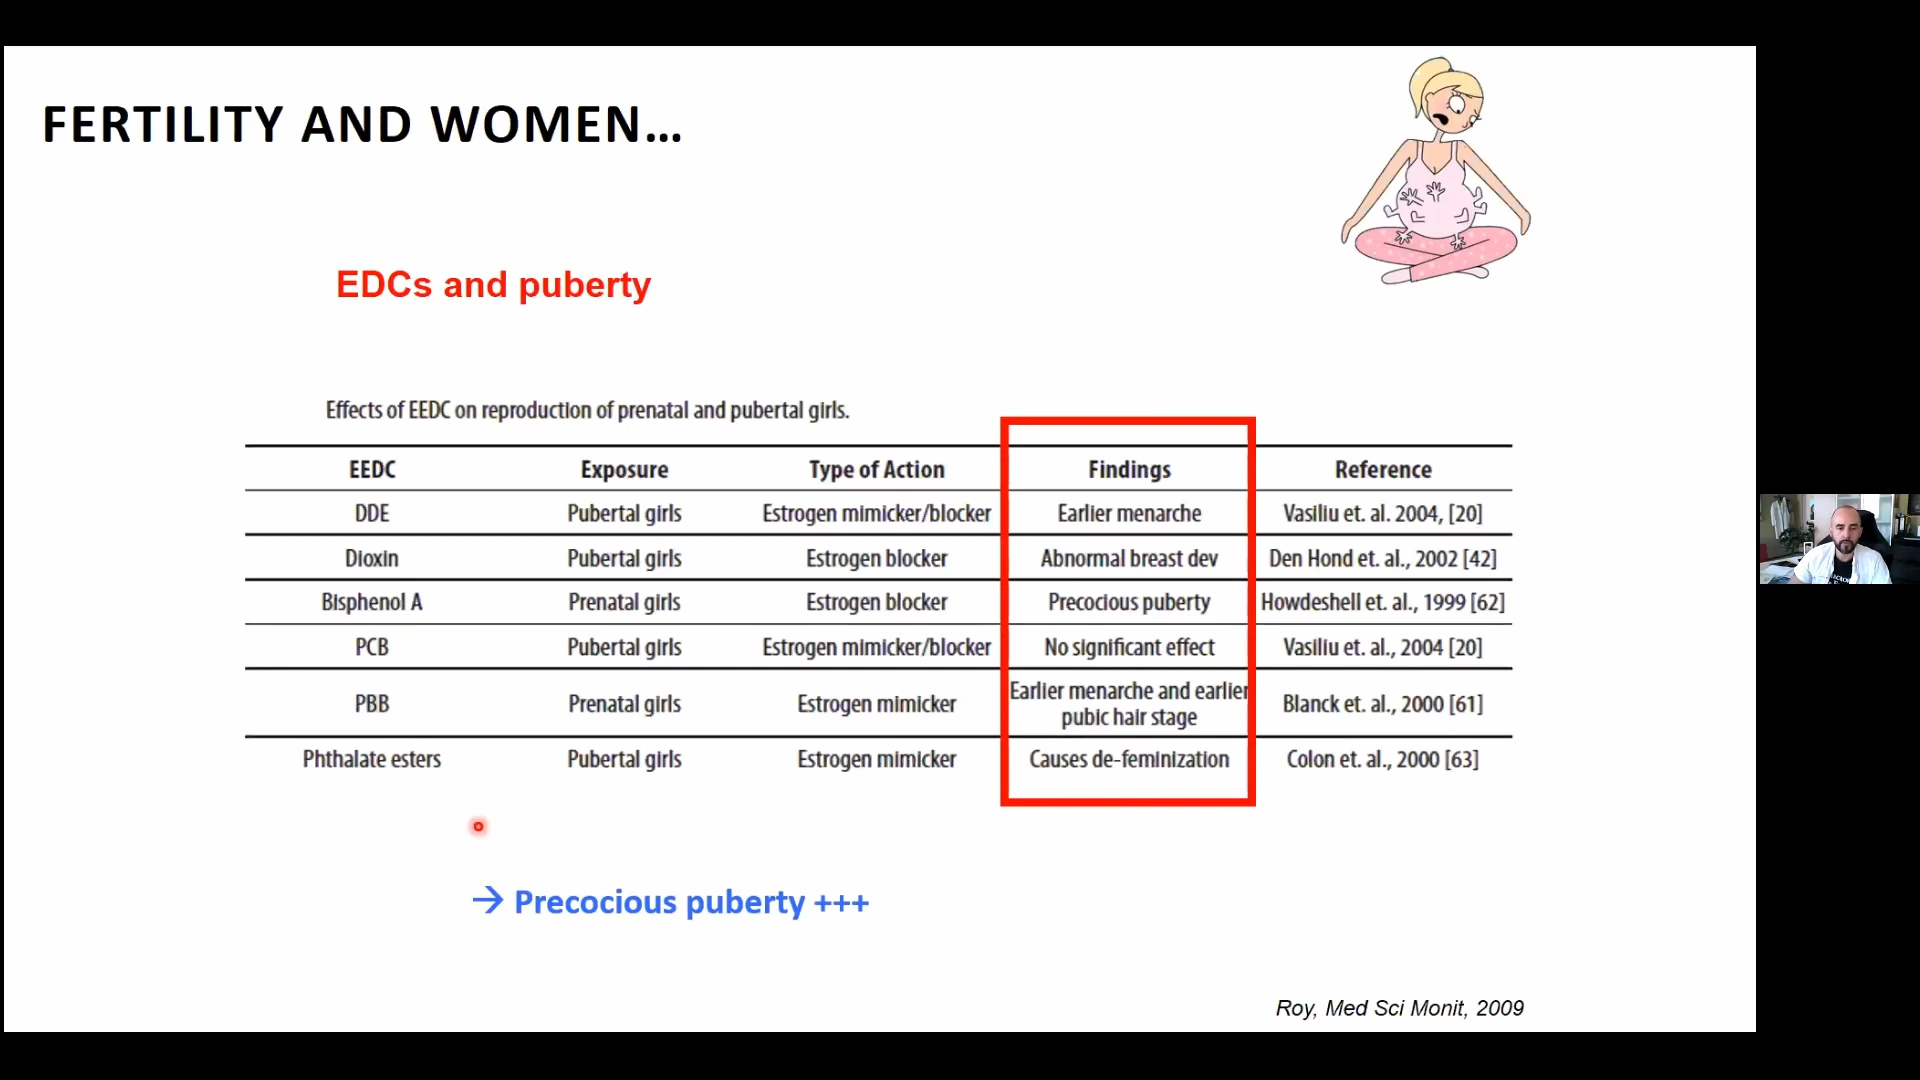 FERTILITY AND WOMEN...
EDCs and puberty
Effects of EEDC on reproduction of prenatal and pubertal girls.
EEDC Exposure Type of Action Findings Reference
DDE Pubertal girls Estrogen mimicker/blocker Earlier menarche Vasiliu et. al. 2004, [20]
Dioxin Pubertal girls Estrogen blocker Abnormal breast dev Den Hond et. al., 2002 [42]
Bisphenol A Prenatal girls Estrogen blocker Precocious puberty Howdeshell et. al., 1999 [62]
PCB Pubertal girls Estrogen mimicker/blocker No significant effect Vasiliu et. al., 2004 [20]
PBB Prenatal girls Estrogen mimicker Earlier menarche and earlier Blanck et. al., 2000 [61]
pubic hair stage
Phthalate esters Pubertal girls Estrogen mimicker Causes de-feminization Colon et. al., 2000 [63]
→ Precocious puberty +++
Roy, Med Sci Monit, 2009